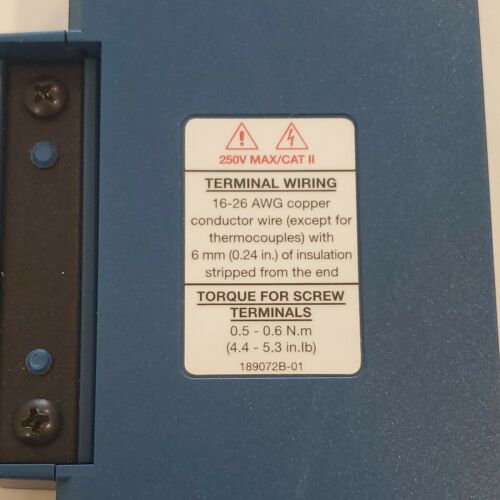 250V MAX/CAT II
TERMINAL WIRING
16-26 AWG copper
conductor wire (except for
thermocouples) with
6 mm (0.24 in.) of insulation
stripped from the end
TORQUE FOR SCREW
TERMINALS
0.5 - 0.6 N.m
(4.4 - 5.3 in.lb)
189072B-01